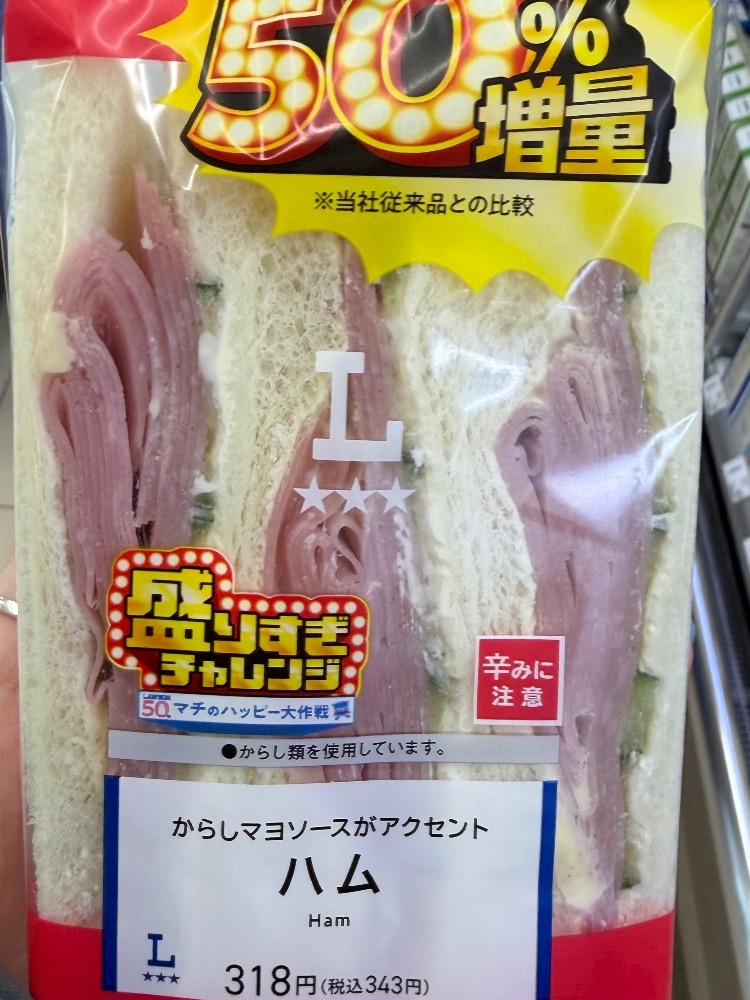 50%
増量
※当社従来品との比較
L
★★★
盛りすぎ
チャレンジ
LAWSON
50th マチのハッピー大作戦
辛みに
注意
●からし類を使用しています。
からしマヨソースがアクセント
ハム
Ham
L
★★★
318円(税込343円)